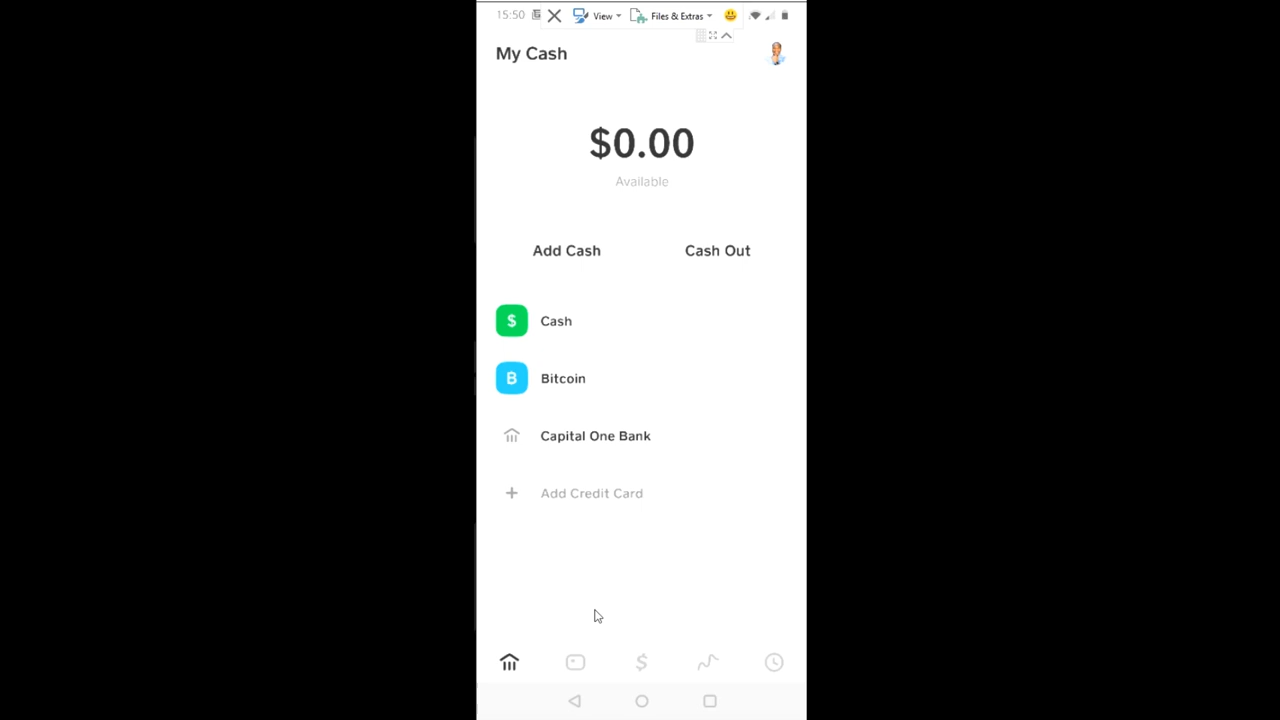 15:50 View Files & Extras
My Cash
$0.00
Available
Add Cash Cash Out
$ Cash
B Bitcoin
Capital One Bank
+ Add Credit Card
$